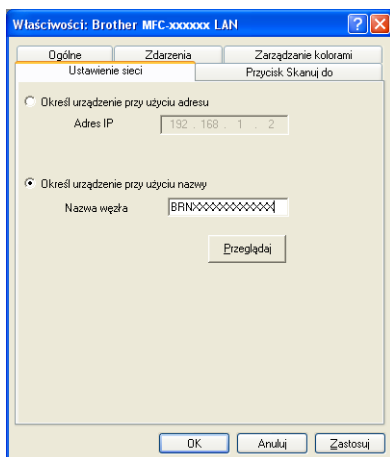 Właściwości: Brother MFC-xxxxxx LAN
Ogólne Zdarzenia Zarządzanie kolorami
Ustawienie sieci Przycisk Skanuj do
Określ urządzenie przy użyciu adresu
Adres IP 192 . 168 . 1 . 2
Określ urządzenie przy użyciu nazwy
Nazwa węzła BRNXXXXXXXXXXXX
Przeglądaj
OK Anuluj Zastosuj